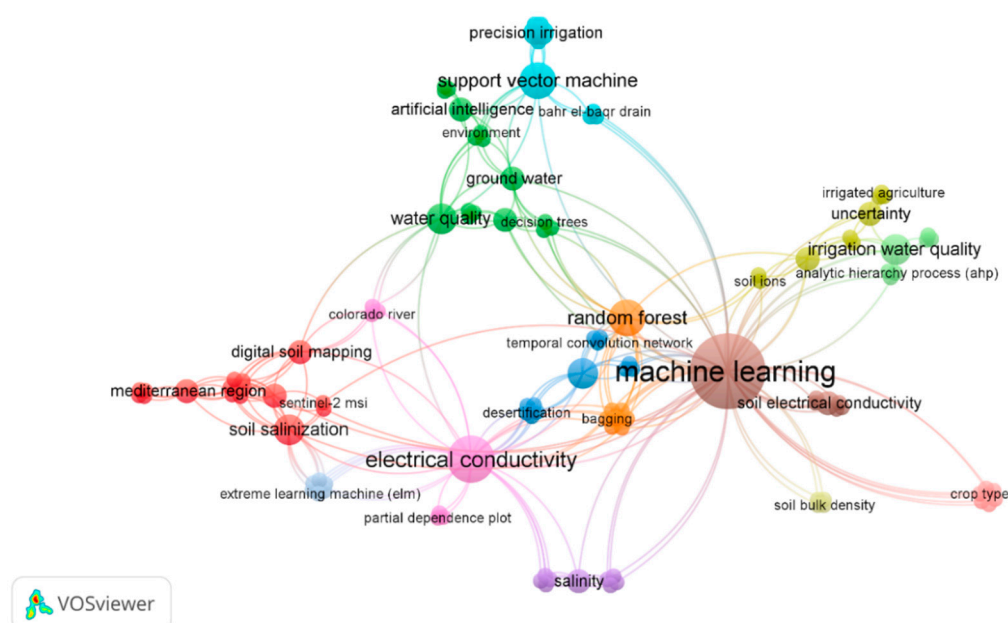 precision irrigation
support vector machine
artificial intelligence
bahr el-baqr drain
environment
ground water
irrigated agriculture
uncertainty
water quality
decision trees
irrigation water quality
analytic hierarchy process (ahp)
soil ions
colorado river
random forest
temporal convolution network
digital soil mapping
machine learning
mediterranean region
sentinel-2 msi
soil electrical conductivity
desertification
bagging
soil salinization
electrical conductivity
extreme learning machine (elm)
crop type
soil bulk density
partial dependence plot
salinity
VOSviewer